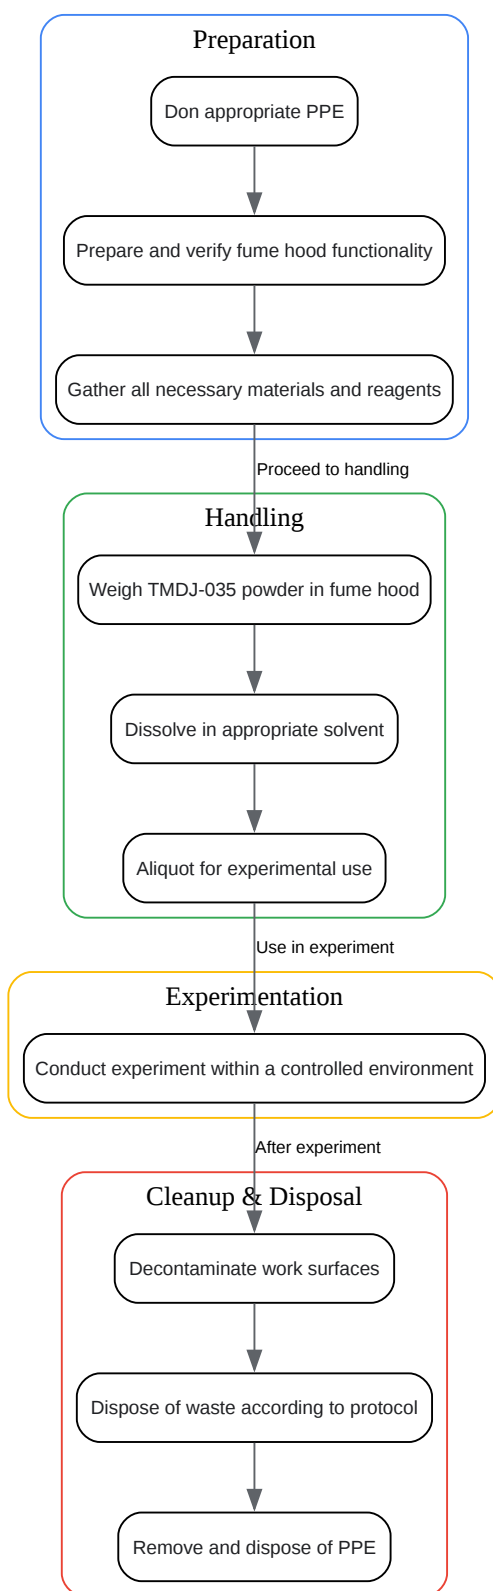 Preparation
Don appropriate PPE
Prepare and verify fume hood functionality
Gather all necessary materials and reagents
Proceed to handling
Handling
Weigh TMDJ-035 powder in fume hood
Dissolve in appropriate solvent
Aliquot for experimental use
Use in experiment
Experimentation
Conduct experiment within a controlled environment
After experiment
Cleanup & Disposal
Decontaminate work surfaces
Dispose of waste according to protocol
Remove and dispose of PPE